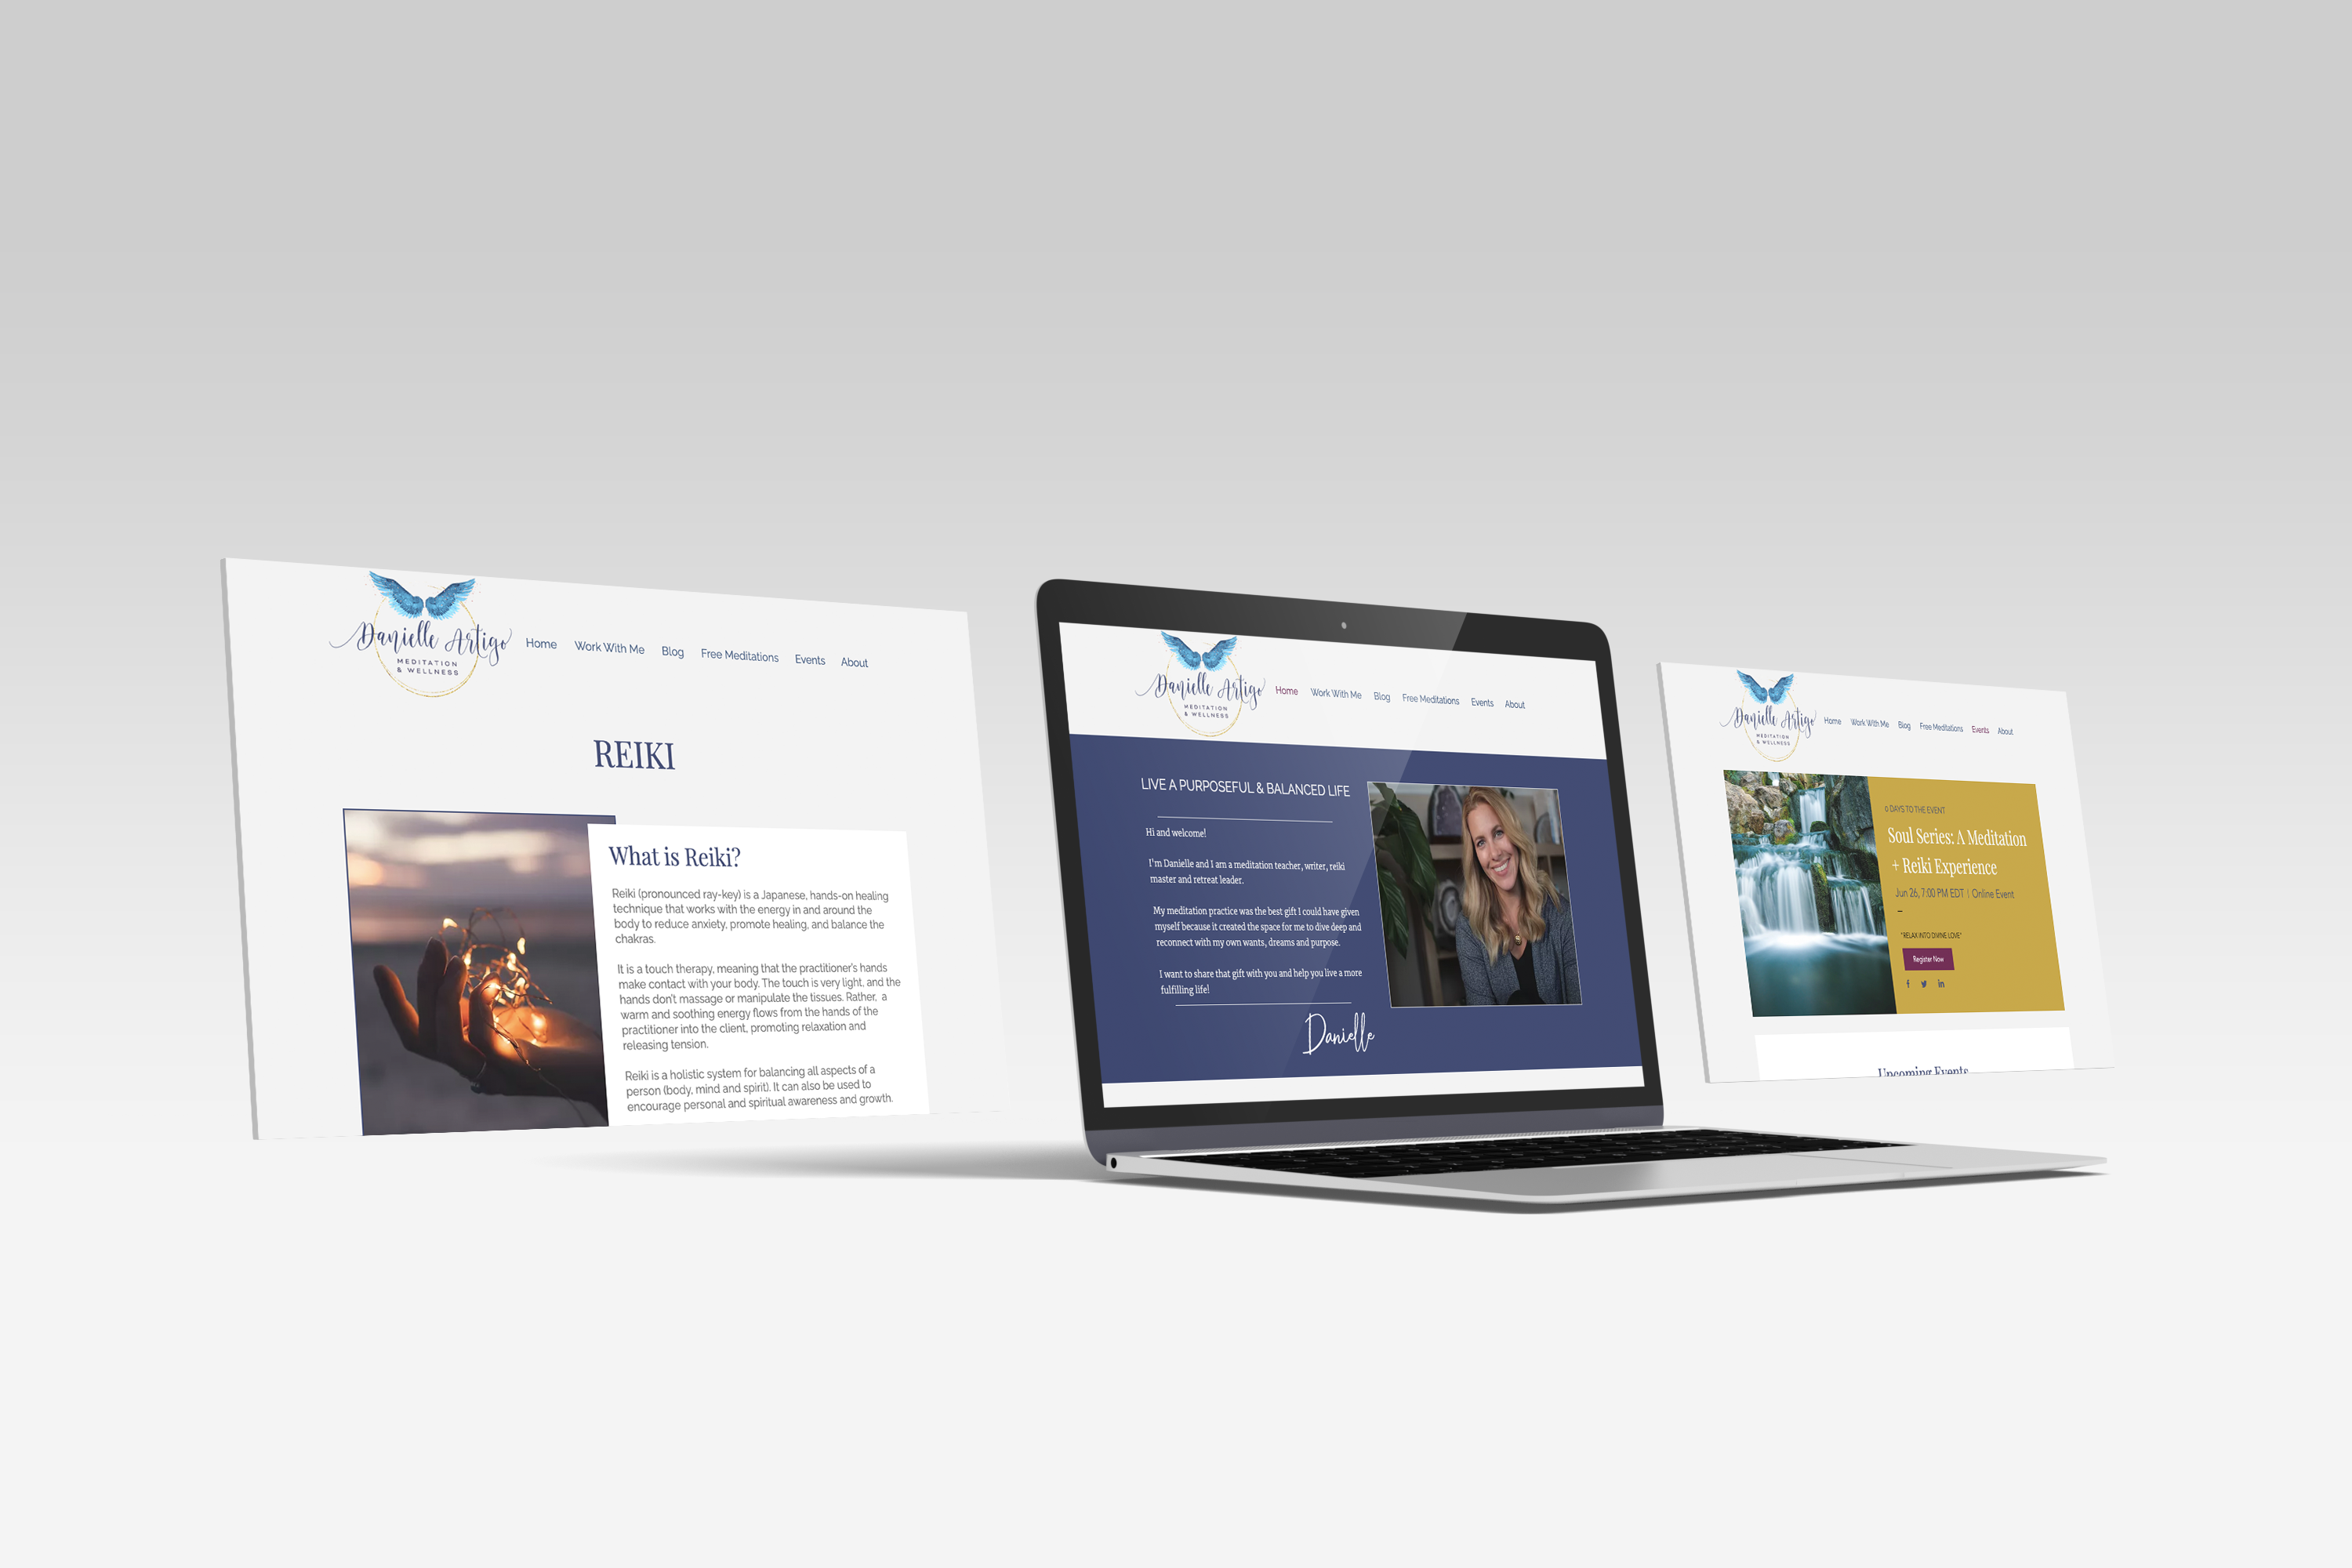 Danielle Artigo
MEDITATION
& WELLNESS
Home Work With Me Blog Free Meditations Events About
REIKI
What is Reiki?
Reiki (pronounced ray-key) is a Japanese, hands-on healing
technique that works with the energy in and around the
body to reduce anxiety, promote healing, and balance the
chakras.
It is a touch therapy, meaning that the practitioner's hands
make contact with your body. The touch is very light, and the
hands don't massage or manipulate the tissues. Rather, a
warm and soothing energy flows from the hands of the
practitioner into the client, promoting relaxation and
releasing tension.
Reiki is a holistic system for balancing all aspects of a
person (body, mind and spirit). It can also be used to
encourage personal and spiritual awareness and growth.
Danielle Artigo
MEDITATION
& WELLNESS
Home Work With Me Blog Free Meditations Events About
LIVE A PURPOSEFUL & BALANCED LIFE
Hi and welcome!
I'm Danielle and I am a meditation teacher, writer, reiki
master and retreat leader.
My meditation practice was the best gift I could have given
myself because it created the space for me to dive deep and
reconnect with my own wants, dreams and purpose.
I want to share that gift with you and help you live a more
fulfilling life!
Danielle
Danielle Artigo
MEDITATION
& WELLNESS
Home Work With Me Blog Free Meditations Events About
0 DAYS TO THE EVENT
Soul Series: A Meditation
+ Reiki Experience
Jun 26, 7:00 PM EDT | Online Event
"RELAX INTO DIVINE LOVE"
Register Now
Upcoming Events